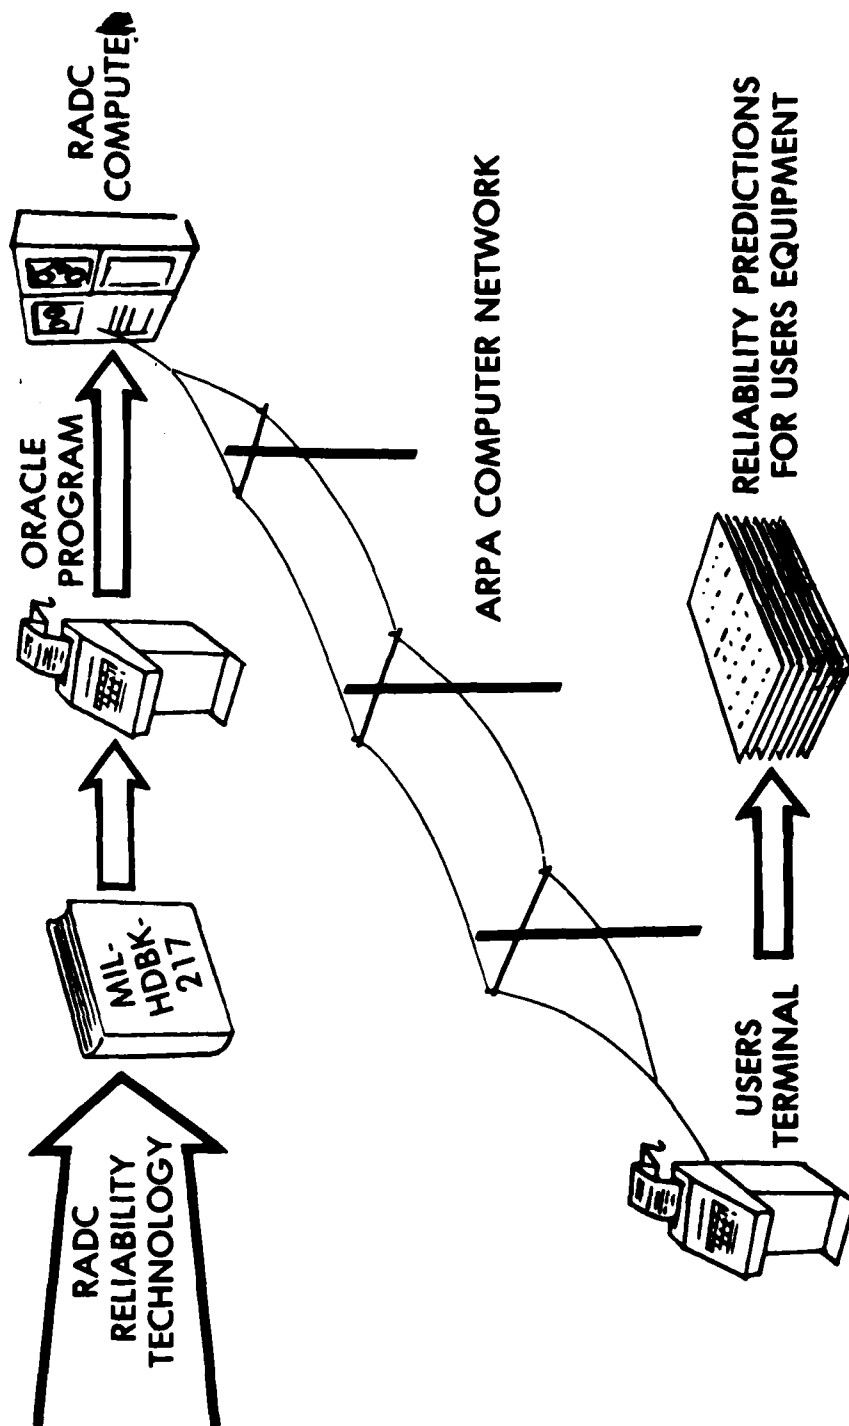 RADC
RELIABILITY
TECHNOLOGY
MIL-
HDBK-
217
ORACLE
PROGRAM
RADC
COMPUTER
ARPA COMPUTER NETWORK
USERS
TERMINAL
RELIABILITY PREDICTIONS
FOR USERS EQUIPMENT